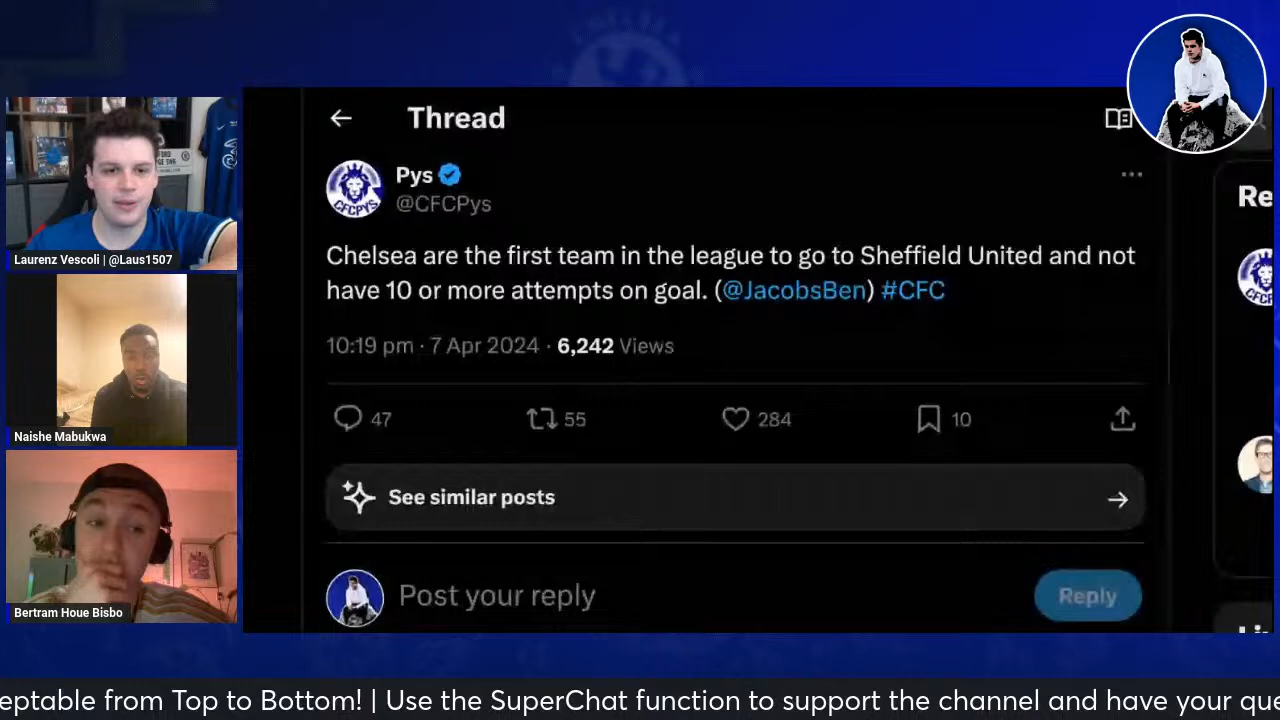 Thread
Pys
@CFCPys
Chelsea are the first team in the league to go to Sheffield United and not
have 10 or more attempts on goal. (@JacobsBen) #CFC
10:19 pm · 7 Apr 2024 · 6,242 Views
47
55
284
10
See similar posts
Post your reply
Reply
Re
CFCPYS
Laurenz Vescoli | @Laus1507
Naishe Mabukwa
Bertram Houe Bisbo
eptable from Top to Bottom! | Use the SuperChat function to support the channel and have your que